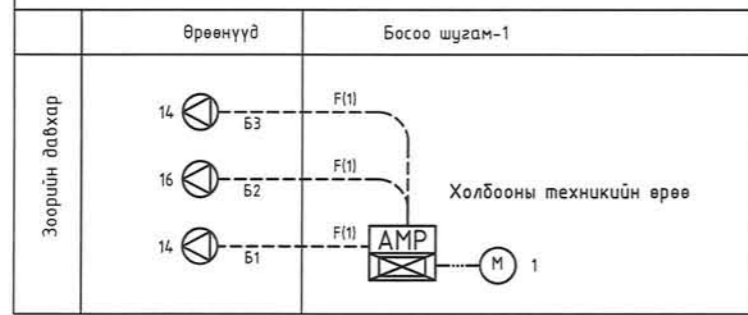 Өрөөнүүд
Босоо шугам-1
Зоорийн давхар
14
Б3
F(1)
16
Б2
F(1)
Холбооны техникийн өрөө
14
Б1
F(1)
AMP
M
1